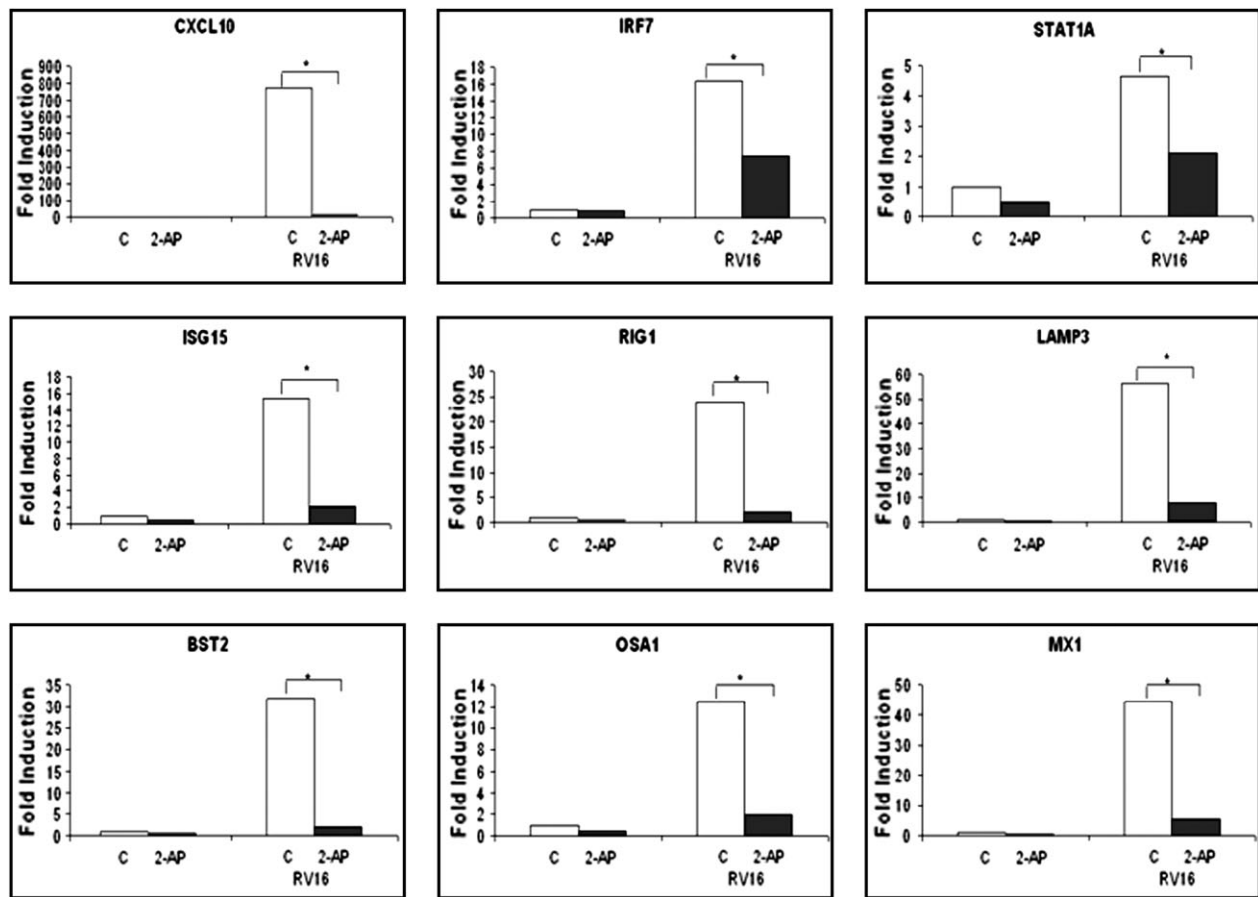 CXCL10
Fold Induction
900
800
700
600
500
400
300
200
100
0
*
C 2-AP C 2-AP
RV16
IRF7
Fold Induction
18
16
14
12
10
8
6
4
2
0
*
C 2-AP C 2-AP
RV16
STAT1A
Fold Induction
5
4
3
2
1
0
*
C 2-AP C 2-AP
RV16
ISG15
Fold Induction
18
16
14
12
10
8
6
4
2
0
*
C 2-AP C 2-AP
RV16
RIG1
Fold Induction
30
25
20
15
10
5
0
*
C 2-AP C 2-AP
RV16
LAMP3
Fold Induction
60
50
40
30
20
10
0
*
C 2-AP C 2-AP
RV16
BST2
Fold Induction
35
30
25
20
15
10
5
0
*
C 2-AP C 2-AP
RV16
OSA1
Fold Induction
14
12
10
8
6
4
2
0
*
C 2-AP C 2-AP
RV16
MX1
Fold Induction
50
40
30
20
10
0
*
C 2-AP C 2-AP
RV16